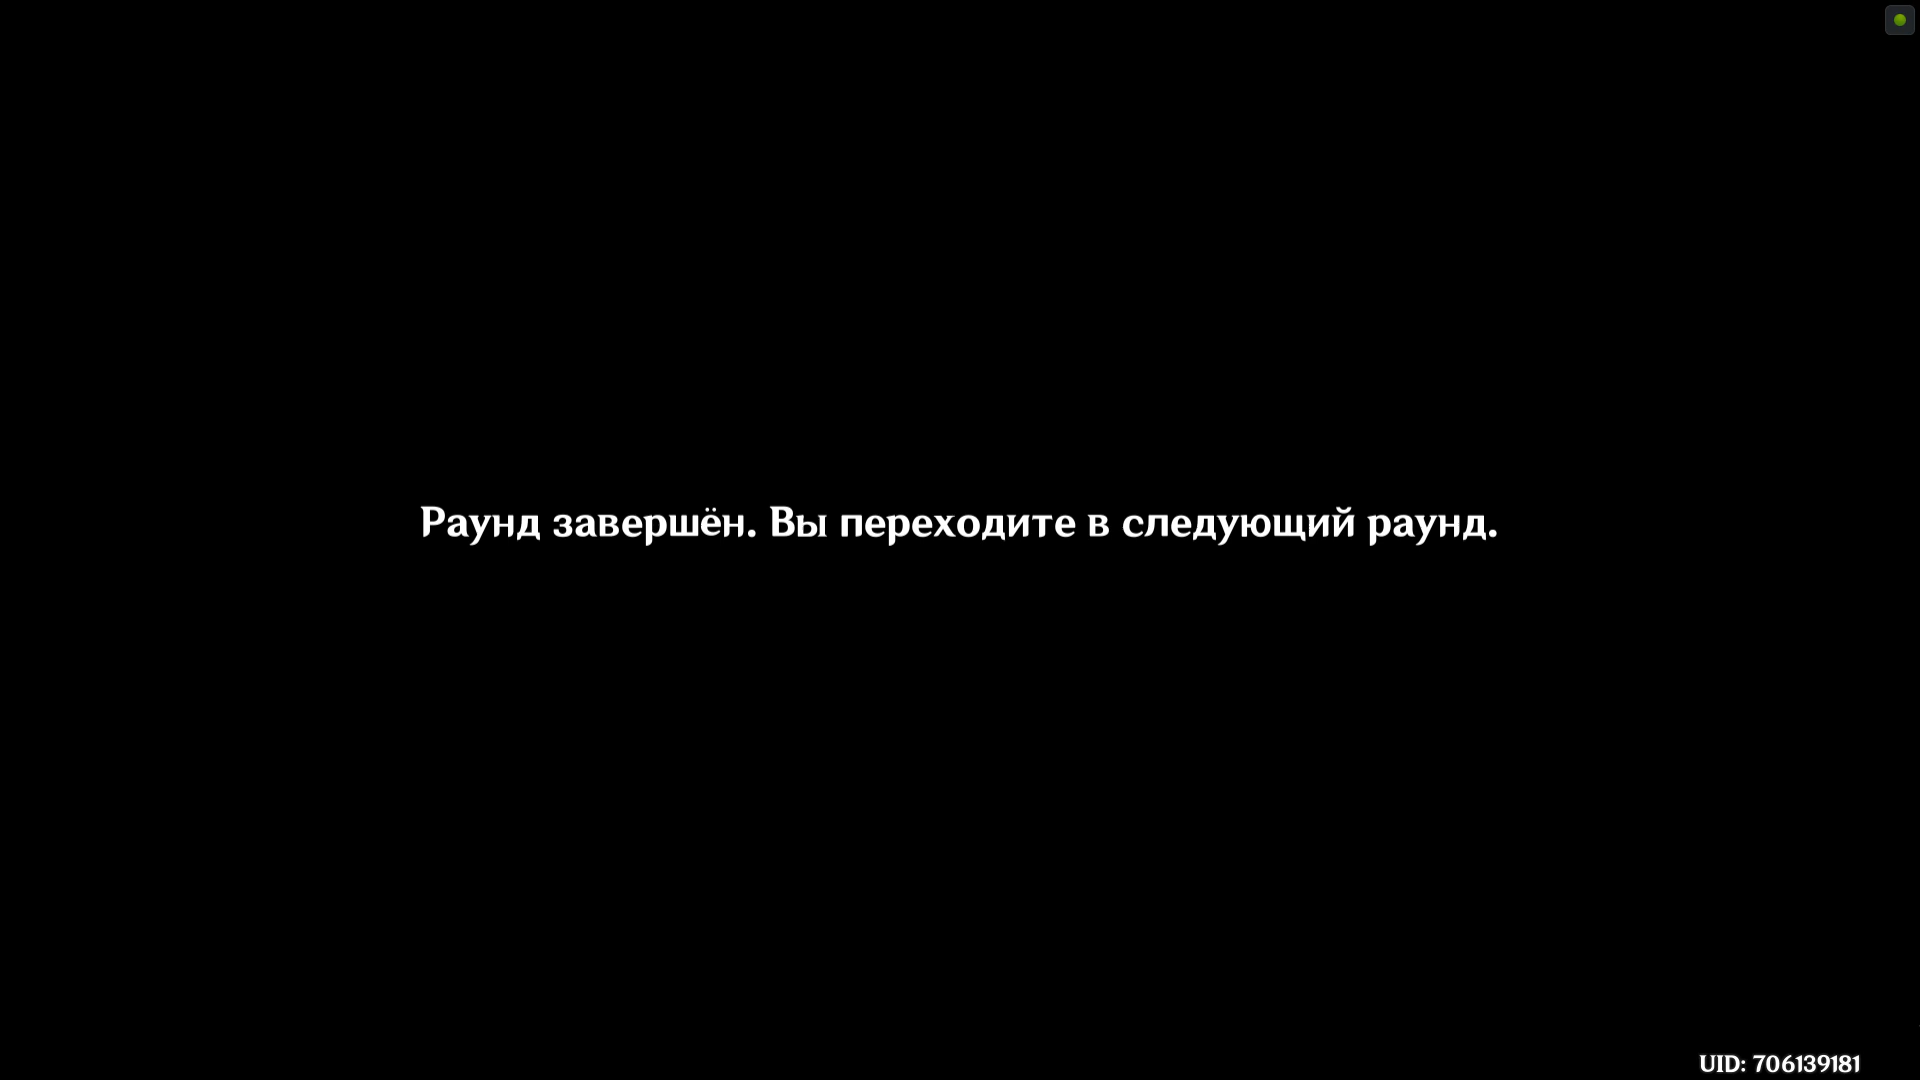 Раунд завершён. Вы переходите в следующий раунд.
UID: 706139181